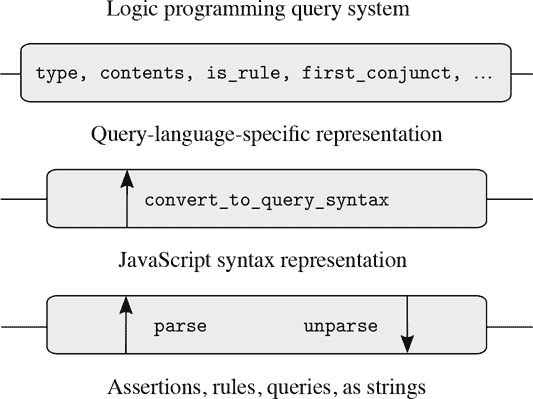 Logic programming query system
type, contents, is_rule, first_conjunct, ...
Query-language-specific representation
convert_to_query_syntax
JavaScript syntax representation
parse unparse
Assertions, rules, queries, as strings